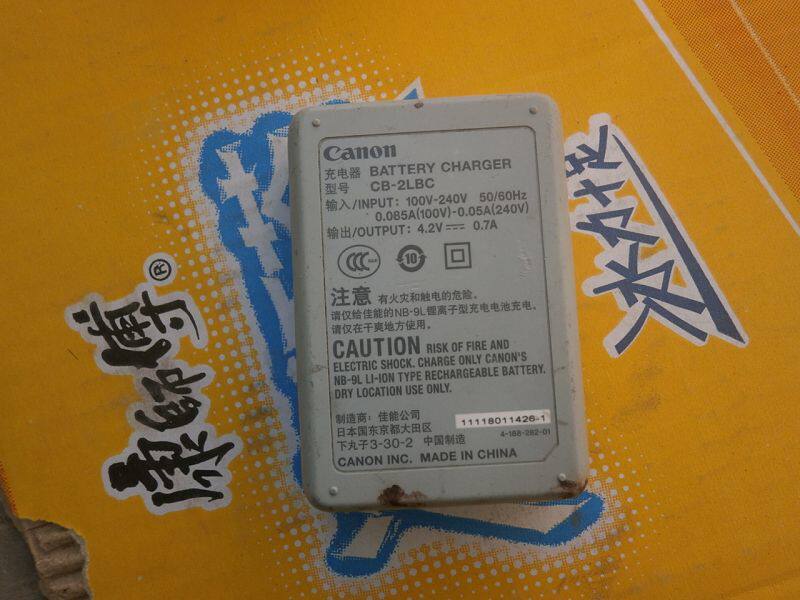 Canon
充电器 BATTERY CHARGER
型号 CB-2LBC
输入/INPUT: 100V-240V 50/60Hz
0.085A(100V)-0.05A(240V)
输出/OUTPUT: 4.2V 0.7A
CCC
10
注意 有火灾和触电的危险。
请仅给佳能的NB-9L锂离子型充电电池充电。
请仅在干爽地方使用。
CAUTION RISK OF FIRE AND
ELECTRIC SHOCK. CHARGE ONLY CANON'S
NB-9L LI-ION TYPE RECHARGEABLE BATTERY.
DRY LOCATION USE ONLY.
制造商: 佳能公司
日本国东京都大田区
下丸子3-30-2 中国制造
CANON INC. MADE IN CHINA
11118011426-1
4-188-282-01
®